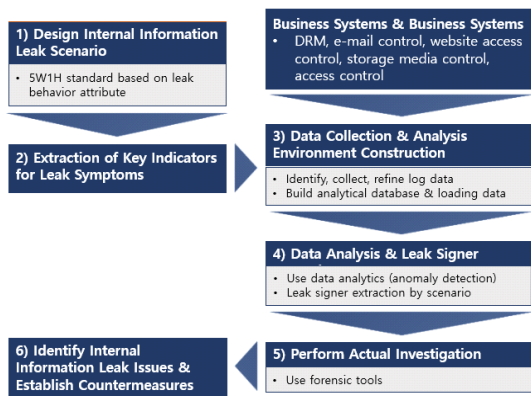 1) Design Internal Information
Leak Scenario
• 5W1H standard based on leak
behavior attribute
2) Extraction of Key Indicators
for Leak Symptoms
Business Systems & Business Systems
• DRM, e-mail control, website access
control, storage media control,
access control
3) Data Collection & Analysis
Environment Construction
• Identify, collect, refine log data
• Build analytical database & loading data
4) Data Analysis & Leak Signer
• Use data analytics (anomaly detection)
• Leak signer extraction by scenario
5) Perform Actual Investigation
• Use forensic tools
6) Identify Internal
Information Leak Issues &
Establish Countermeasures